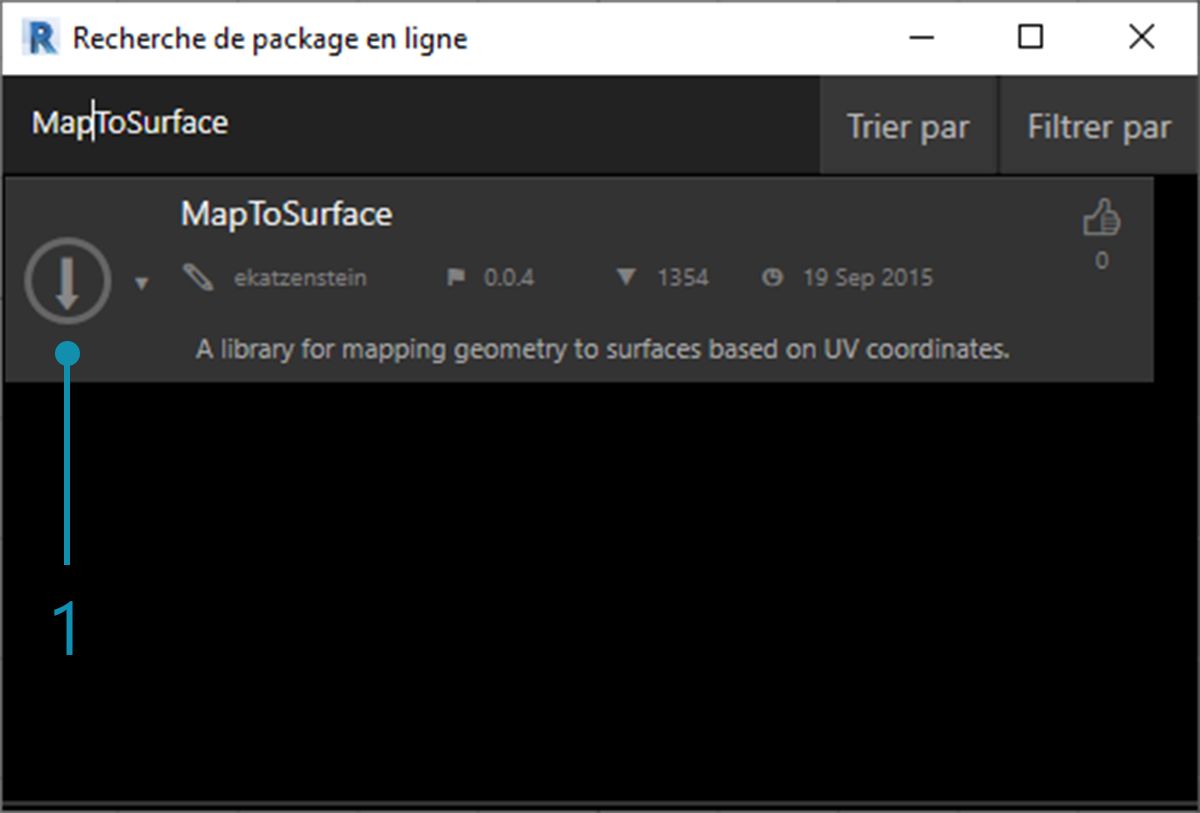 Recherche de package en ligne
MapToSurface
Trier par
Filtrer par
MapToSurface
0
ekatzenstein
0.0.4
1354
19 Sep 2015
A library for mapping geometry to surfaces based on UV coordinates.
1